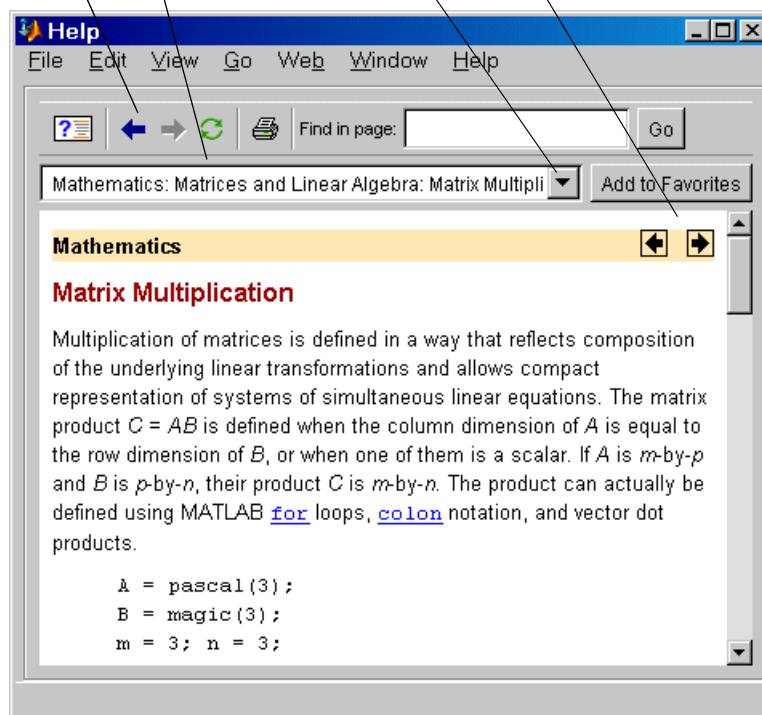 Help
File Edit View Go Web Window Help
Find in page: Go
Mathematics: Matrices and Linear Algebra: Matrix Multipli Add to Favorites
Mathematics
Matrix Multiplication
Multiplication of matrices is defined in a way that reflects composition
of the underlying linear transformations and allows compact
representation of systems of simultaneous linear equations. The matrix
product C = AB is defined when the column dimension of A is equal to
the row dimension of B, or when one of them is a scalar. If A is m-by-p
and B is p-by-n, their product C is m-by-n. The product can actually be
defined using MATLAB for loops, colon notation, and vector dot
products.
A = pascal(3);
B = magic(3);
m = 3; n = 3;